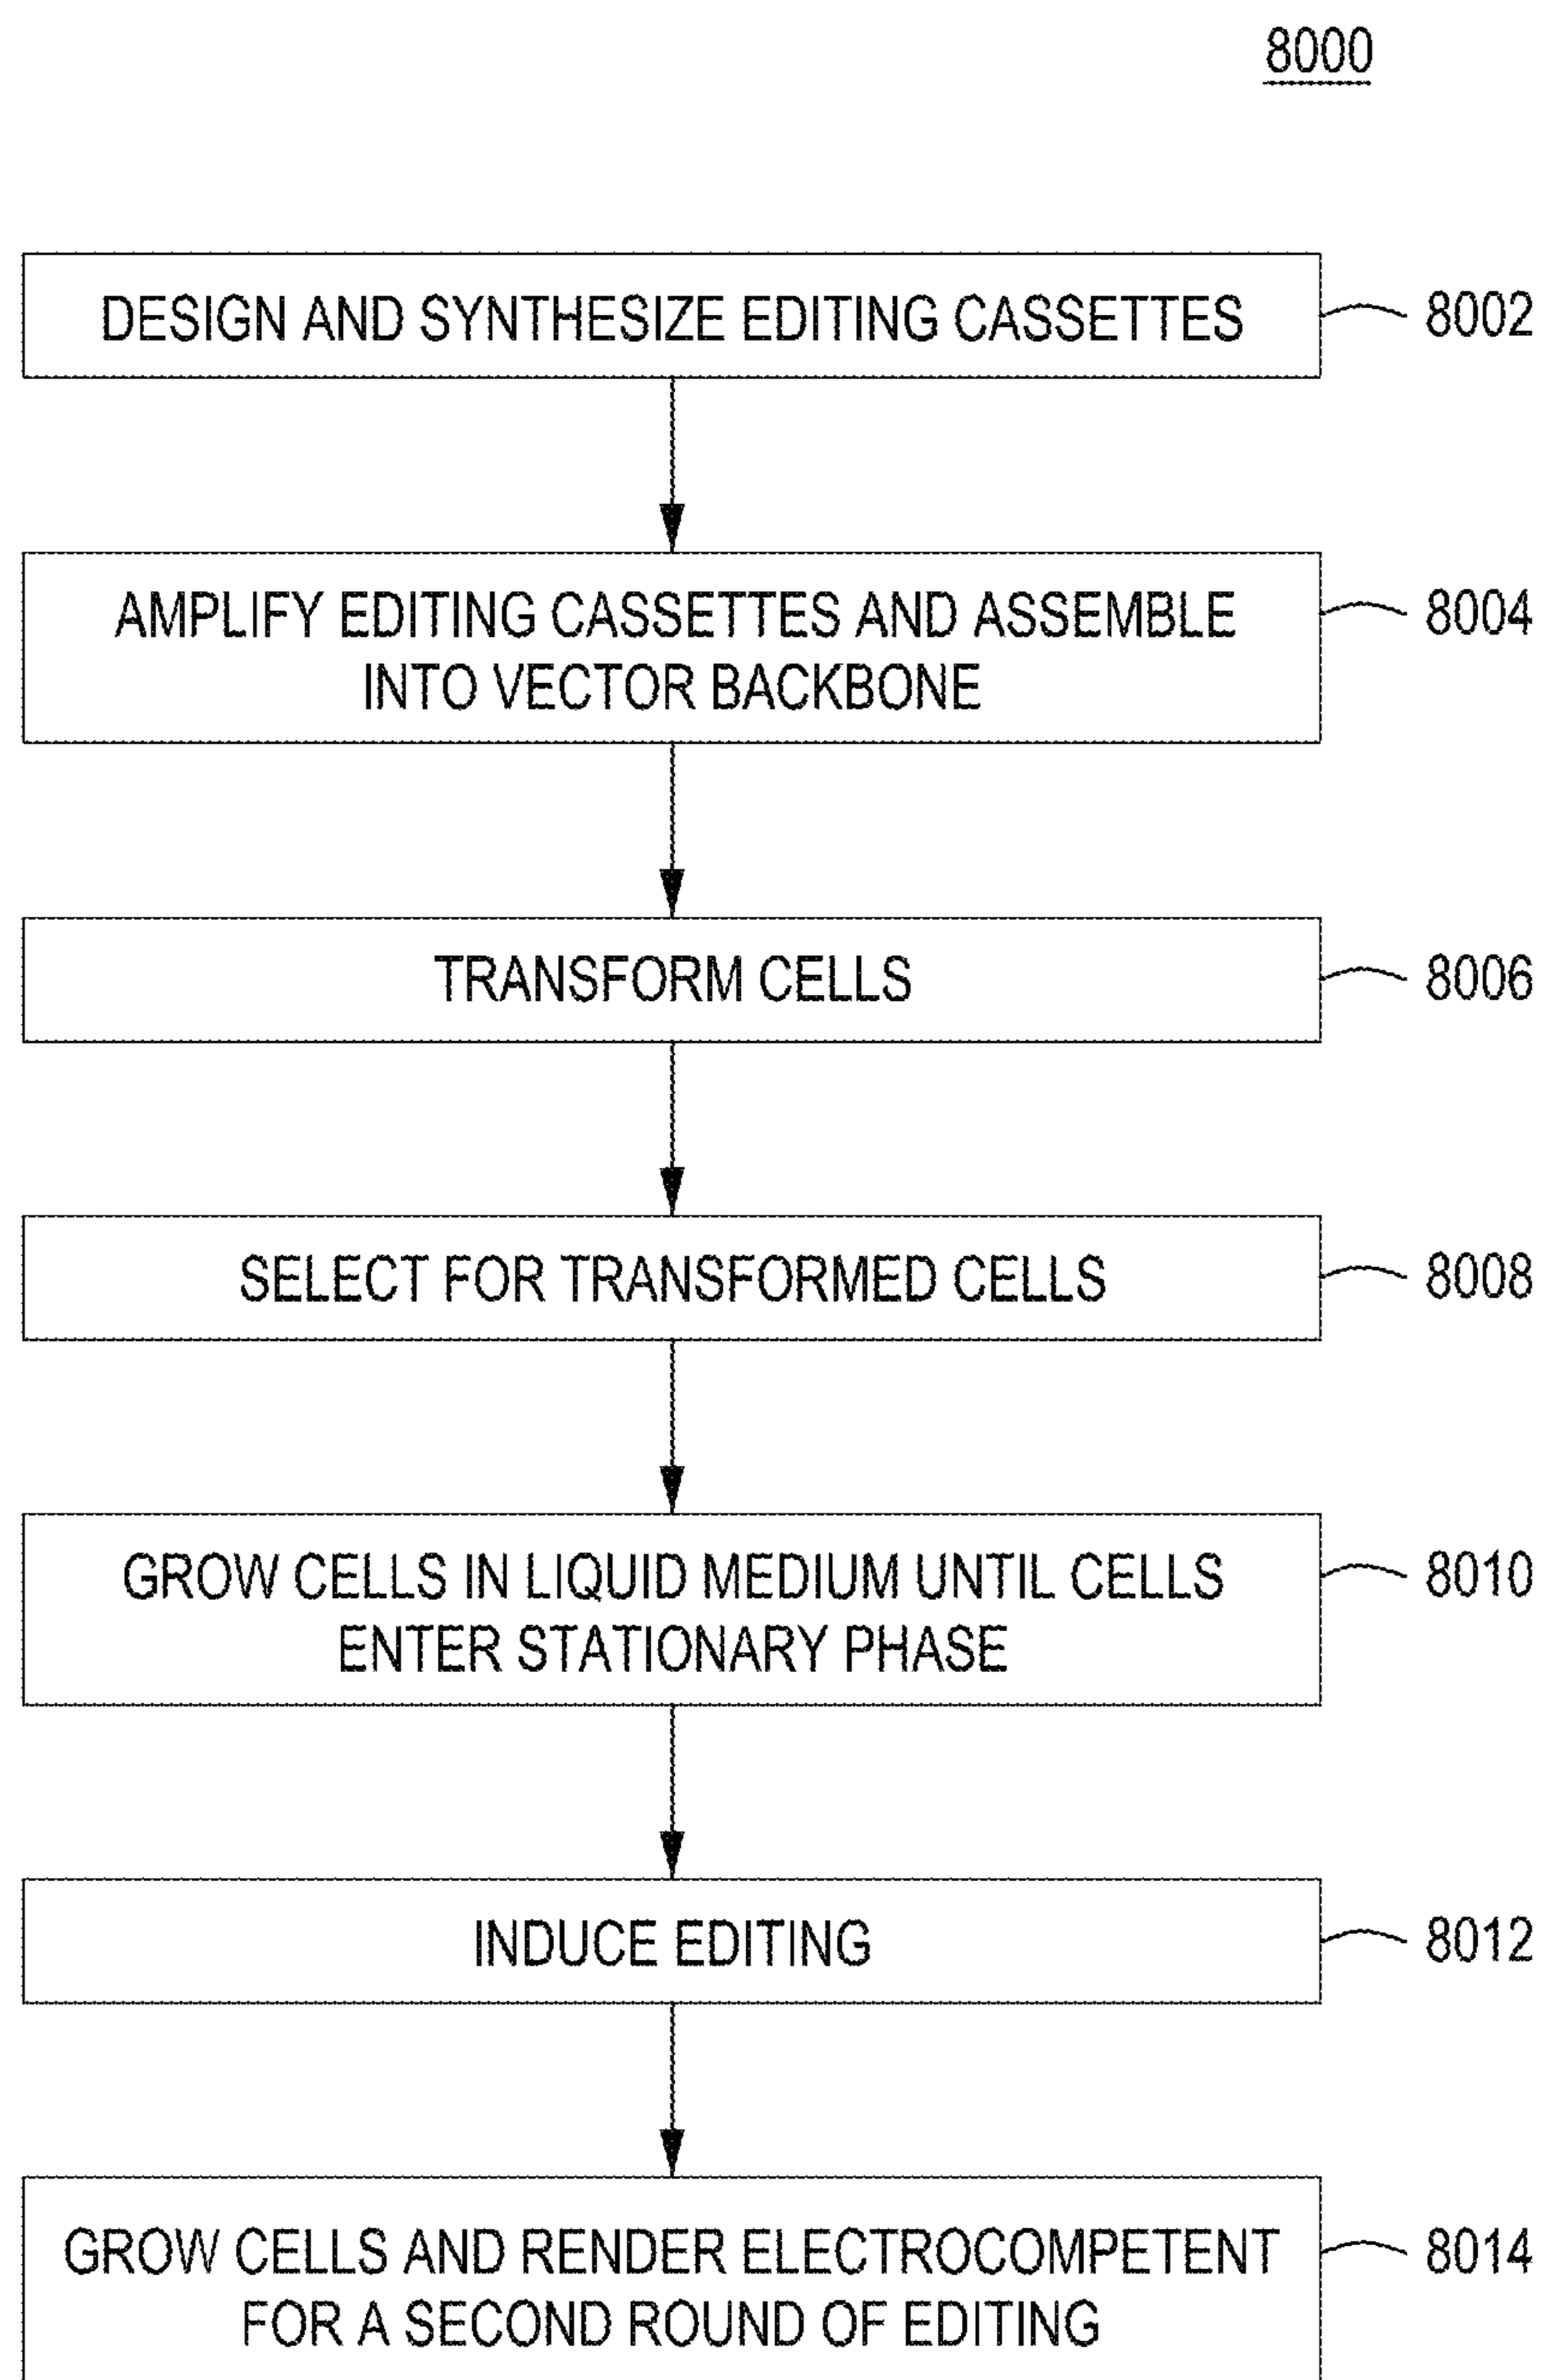 8000
DESIGN AND SYNTHESIZE EDITING CASSETTES
8002
AMPLIFY EDITING CASSETTES AND ASSEMBLE
INTO VECTOR BACKBONE
8004
TRANSFORM CELLS
8006
SELECT FOR TRANSFORMED CELLS
8008
GROW CELLS IN LIQUID MEDIUM UNTIL CELLS
ENTER STATIONARY PHASE
8010
INDUCE EDITING
8012
GROW CELLS AND RENDER ELECTROCOMPETENT
FOR A SECOND ROUND OF EDITING
8014